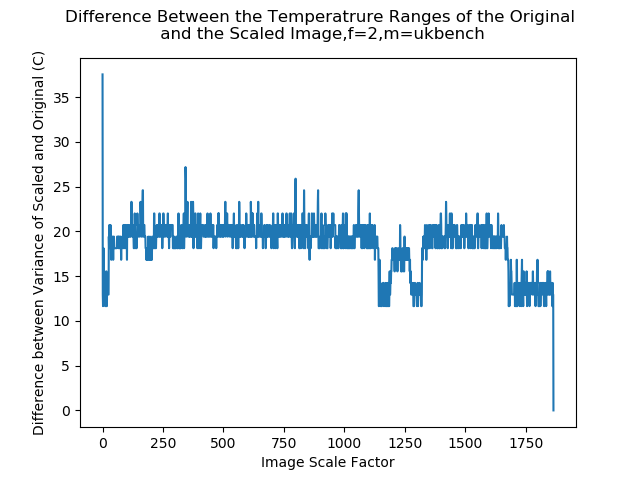 Difference Between the Temperatrure Ranges of the Original
and the Scaled Image,f=2,m=ukbench
Difference between Variance of Scaled and Original (C)
35
30
25
20
15
10
5
0
0 250 500 750 1000 1250 1500 1750
Image Scale Factor